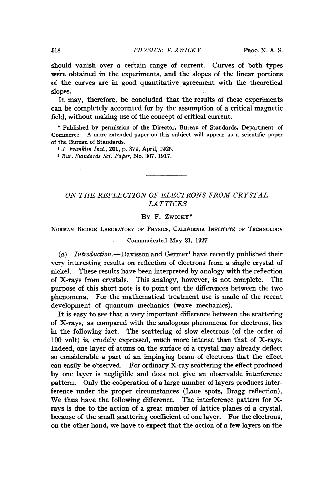 518 PHYSICS: F. ZWICKY Proc. N. A. S.
should vanish over a certain range of current. Curves of both types
were obtained in the experiments, and the slopes of the linear portions
of the curves are in good quantitative agreement with the theoretical
slopes.
It may, therefore, be concluded that the results of these experiments
can be completely accounted for by the assumption of a critical magnetic
field, without making use of the concept of critical current.
* Published by permission of the Director, Bureau of Standards, Department of
Commerce. A more extended paper on this subject will appear as a scientific paper
of the Bureau of Standards.
J. Franklin Inst., 201, p. 379, April, 1926.
Bur. Standards Sci. Paper, No. 307, 1917.
ON THE REFLECTION OF ELECTRONS FROM CRYSTAL
LATTICES
By F. Zwicky*
Norman Bridge Laboratory of Physics, California Institute of Technology
Communicated May 21, 1927
(a) Introduction.—Davisson and Germer¹ have recently published their
very interesting results on reflection of electrons from a single crystal of
nickel. These results have been interpreted by analogy with the reflection
of X-rays from crystals. This analogy, however, is not complete. The
purpose of this short note is to point out the differences between the two
phenomena. For the mathematical treatment use is made of the recent
development of quantum mechanics (wave mechanics).
It is easy to see that a very important difference between the scattering
of X-rays, as compared with the analogous phenomena for electrons, lies
in the following fact. The scattering of slow electrons (of the order of
100 volt) is, crudely expressed, much more intense than that of X-rays.
Indeed, one layer of atoms on the surface of a crystal may already deflect
so considerable a part of an impinging beam of electrons that the effect
can easily be observed. For ordinary X-ray scattering the effect produced
by one layer is negligible and does not give an observable interference
pattern. Only the coöperation of a large number of layers produces inter-
ference under the proper circumstances (Laue spots, Bragg reflection).
We thus have the following difference. The interference pattern for X-
rays is due to the action of a great number of lattice planes of a crystal,
because of the small scattering coefficient of one layer. For the electrons,
on the other hand, we have to expect that the action of a few layers on the